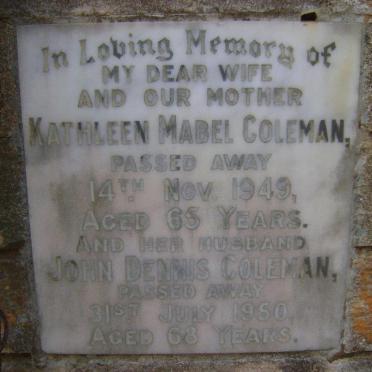 In Loving Memory of
MY DEAR WIFE
AND OUR MOTHER
KATHLEEN MABEL COLEMAN,
PASSED AWAY
14TH NOV. 1949,
AGED 65 YEARS.
AND HER HUSBAND
JOHN DENNIS COLEMAN,
PASSED AWAY
31ST JULY 1950.
AGED 68 YEARS.